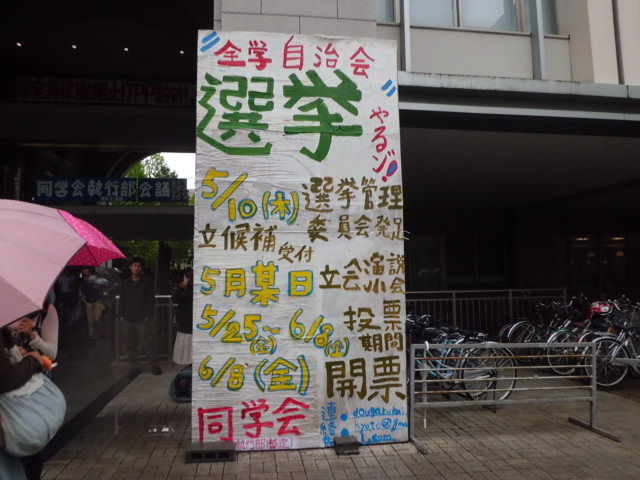 全学自治会
選挙
やるゾ!
5/10(木) 選挙管理
委員会発足
立候補受付
5月某日 立会演説会
5/25(金)~6/8(金) 投票期間
6/8(金) 開票
同学会
連絡
dougakukai
kyoto@gma
il.com
同学会執行部会議